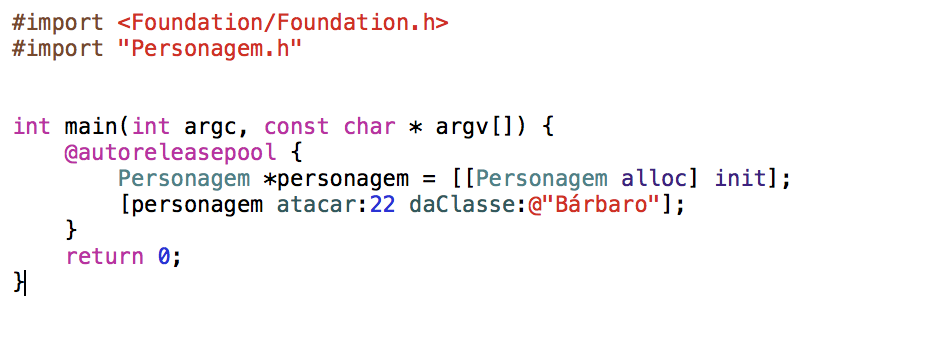 #import <Foundation/Foundation.h>
#import "Personagem.h"
int main(int argc, const char * argv[]) {
    @autoreleasepool {
        Personagem *personagem = [[Personagem alloc] init];
        [personagem atacar:22 daClasse:@"Bárbaro"];
    }
    return 0;
}